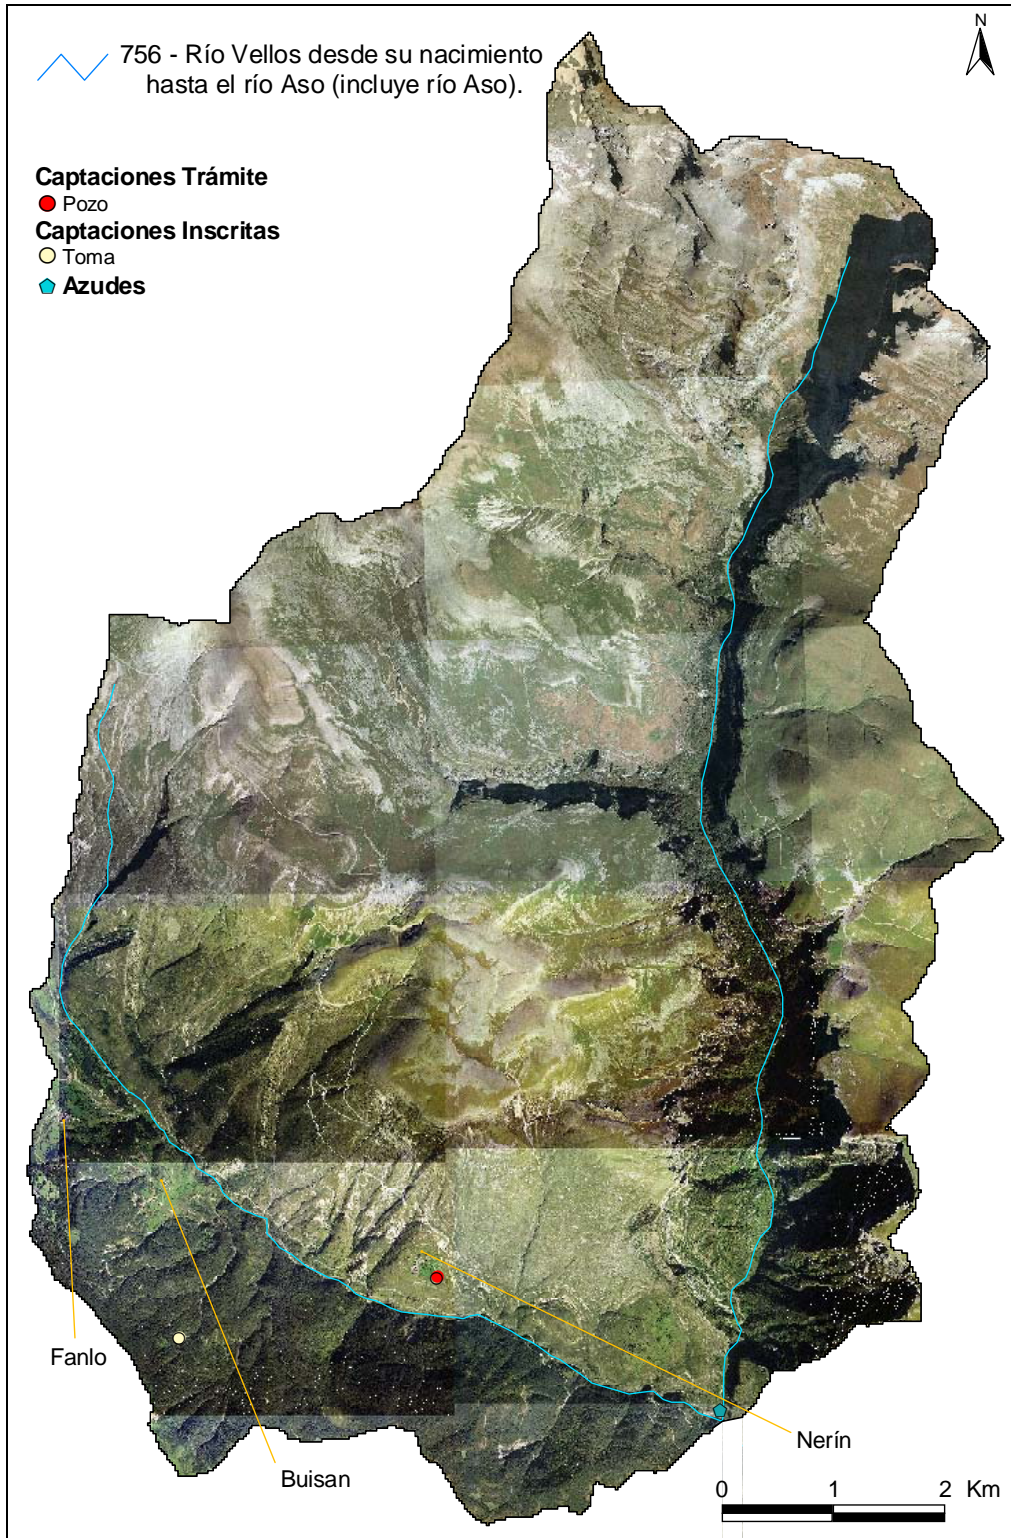 N
756 - Río Vellos desde su nacimiento
hasta el río Aso (incluye río Aso).
Captaciones Trámite
Pozo
Captaciones Inscritas
Toma
Azudes
Fanlo
Nerín
Buisan
0 1 2 Km